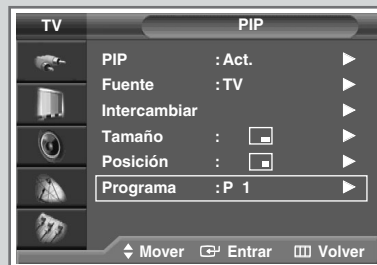 TV PIP
PIP : Act.
Fuente : TV
Intercambiar
Tamaño :
Posición :
Programa : P 1
Mover Entrar Volver